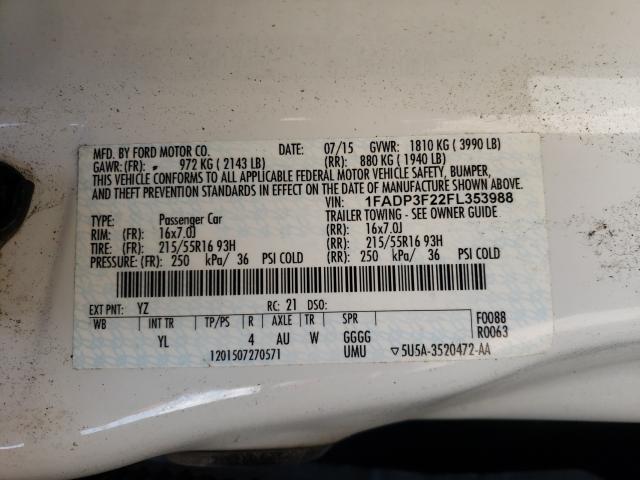 MFD. BY FORD MOTOR CO. DATE: 07/15 GVWR: 1810 KG ( 3990 LB)
GAWR:(FR): 972 KG ( 2143 LB) (RR): 880 KG ( 1940 LB)
THIS VEHICLE CONFORMS TO ALL APPLICABLE FEDERAL MOTOR VEHICLE SAFETY, BUMPER,
AND THEFT PREVENTION STANDARDS IN EFFECT ON THE DATE OF MANUFACTURE SHOWN ABOVE.
VIN: 1FADP3F22FL353988
TYPE: Passenger Car TRAILER TOWING - SEE OWNER GUIDE
RIM: (FR): 16x7.0J (RR): 16x7.0J
TIRE: (FR): 215/55R16 93H (RR): 215/55R16 93H
PRESSURE: (FR): 250 kPa/ 36 PSI COLD (RR): 250 kPa/ 36 PSI COLD
EXT PNT: YZ RC: 21 DSO: F0088
WB INT TR TP/PS R AXLE TR SPR R0063
YL 4 AU W GGGG
1201507270571 UMU ▽5U5A-3520472-AA